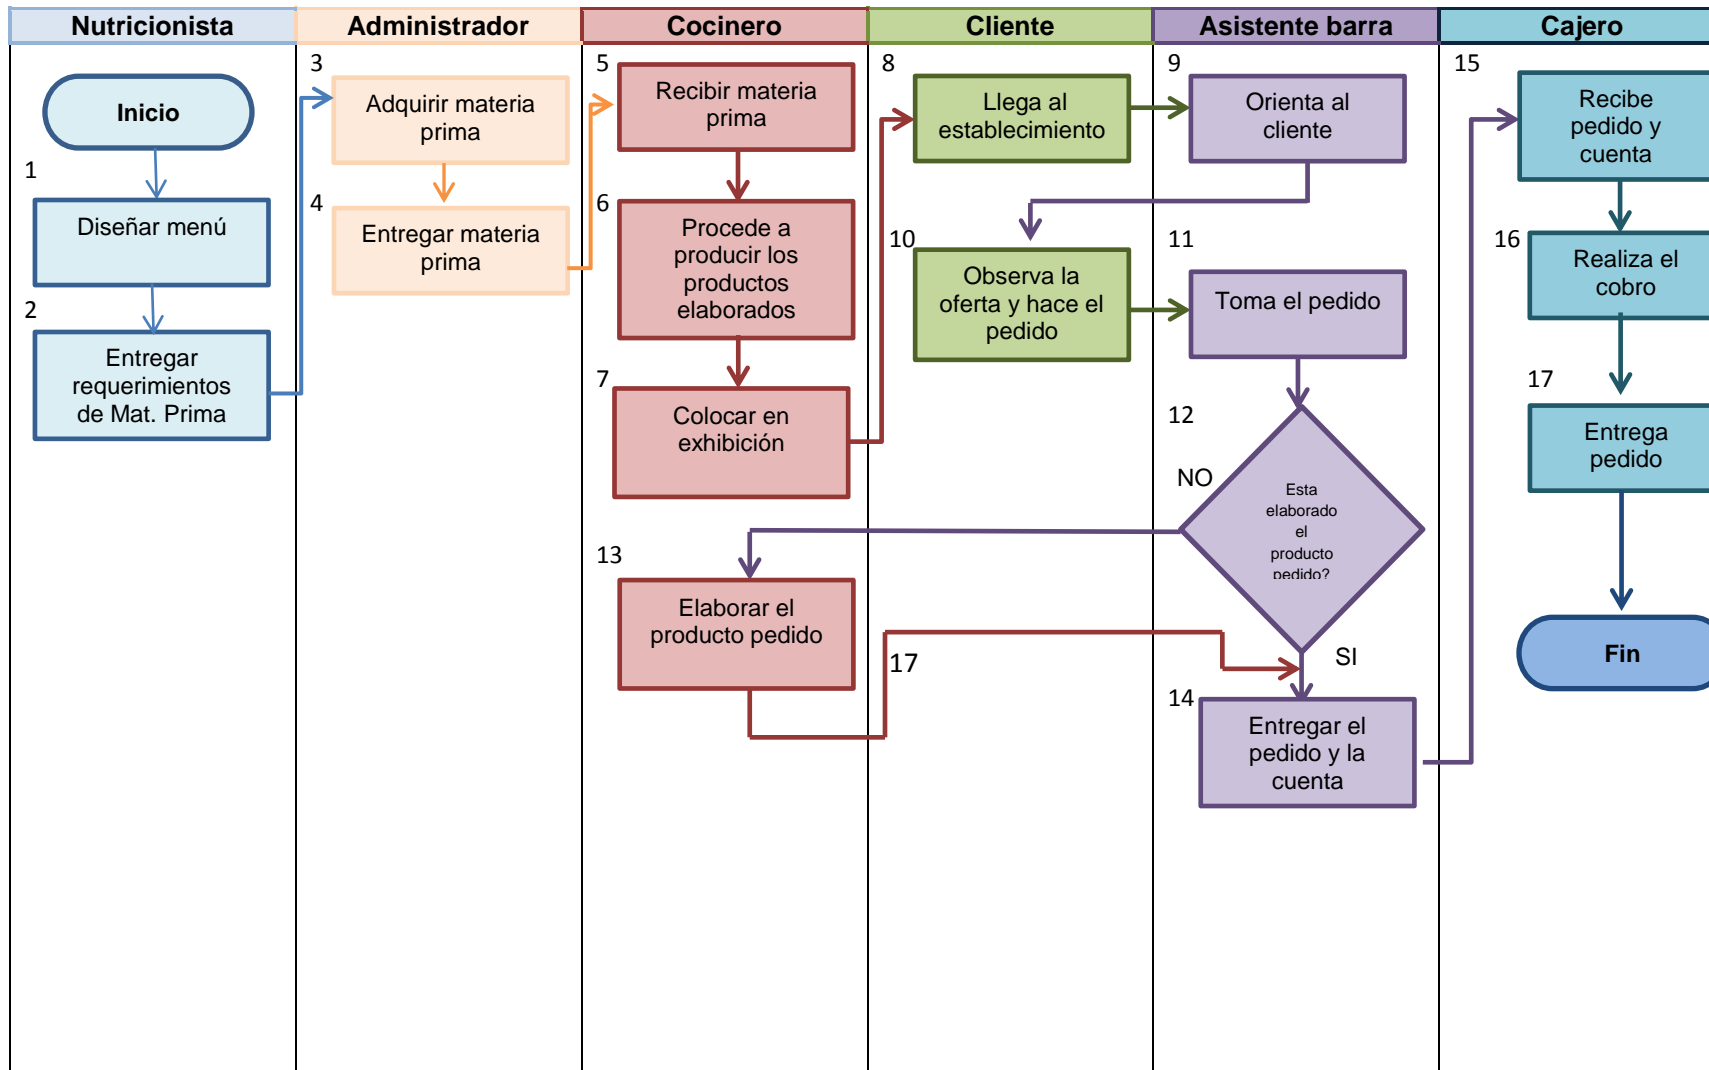 Nutricionista
Administrador
Cocinero
Cliente
Asistente barra
Cajero
Inicio
1
Diseñar menú
2
Entregar
requerimientos
de Mat. Prima
3
Adquirir materia
prima
4
Entregar materia
prima
5
Recibir materia
prima
6
Procede a
producir los
productos
elaborados
7
Colocar en
exhibición
8
Llega al
establecimiento
9
Orienta al
cliente
10
Observa la
oferta y hace el
pedido
11
Toma el pedido
12
NO
Esta
elaborado
el
producto
pedido?
SI
13
Elaborar el
producto pedido
17
14
Entregar el
pedido y la
cuenta
15
Recibe
pedido y
cuenta
16
Realiza el
cobro
17
Entrega
pedido
Fin